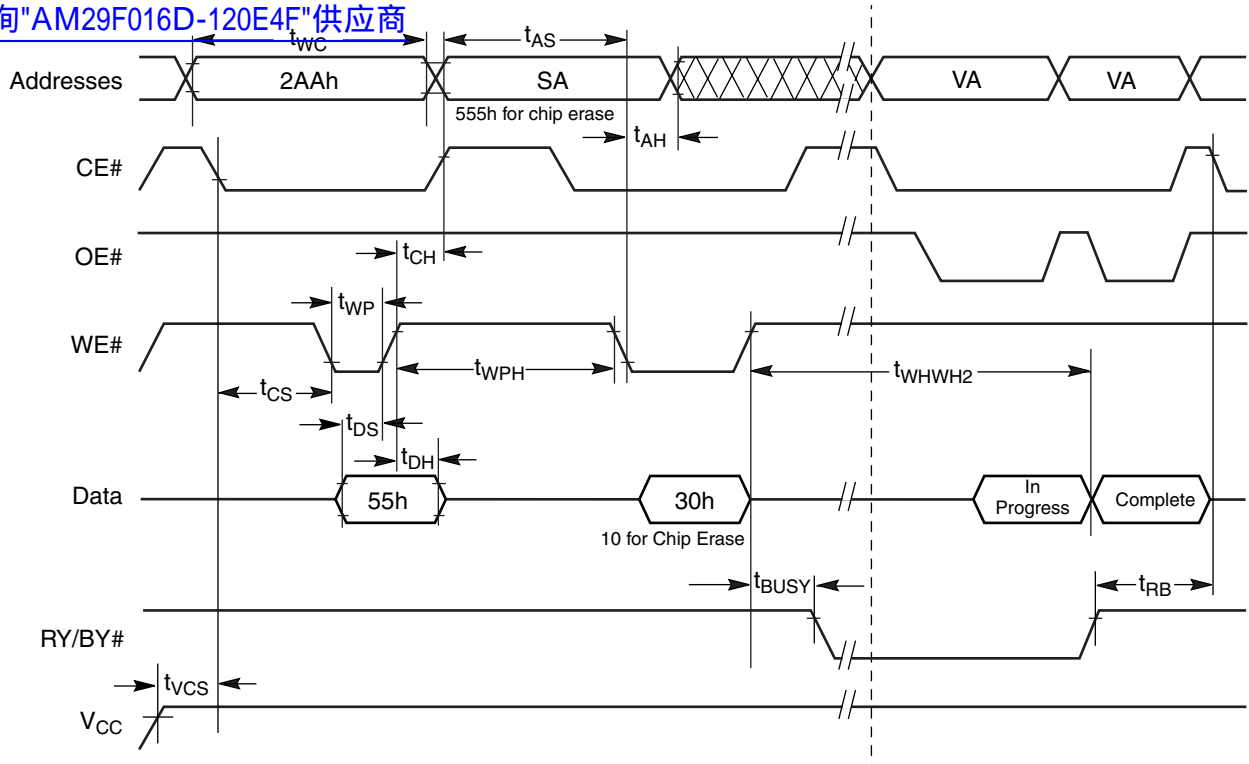 询"AM29F016D-120E4F"供应商
tWC
tAS
Addresses
2AAh
SA
VA
VA
555h for chip erase
tAH
CE#
OE#
tCH
tWP
WE#
tWPH
tWHWH2
tCS
tDS
tDH
Data
55h
30h
In
Progress
Complete
10 for Chip Erase
tBUSY
tRB
RY/BY#
tVCS
VCC